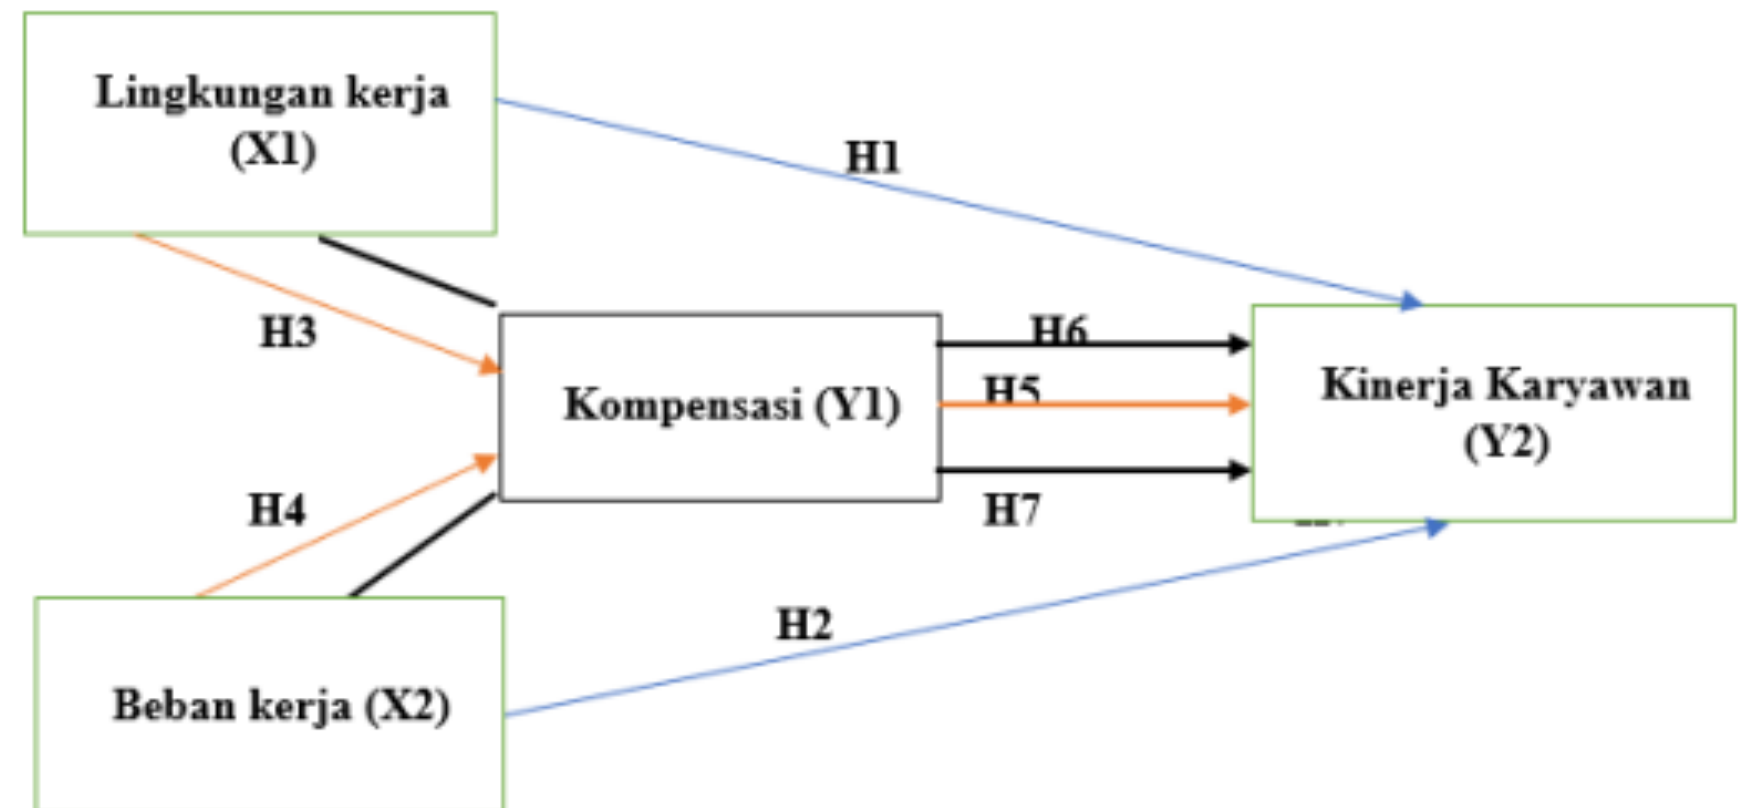 Lingkungan kerja
(X1)
H1
H3
H6
H5
Kompensasi (Y1)
Kinerja Karyawan
(Y2)
H4
H7
H2
Beban kerja (X2)